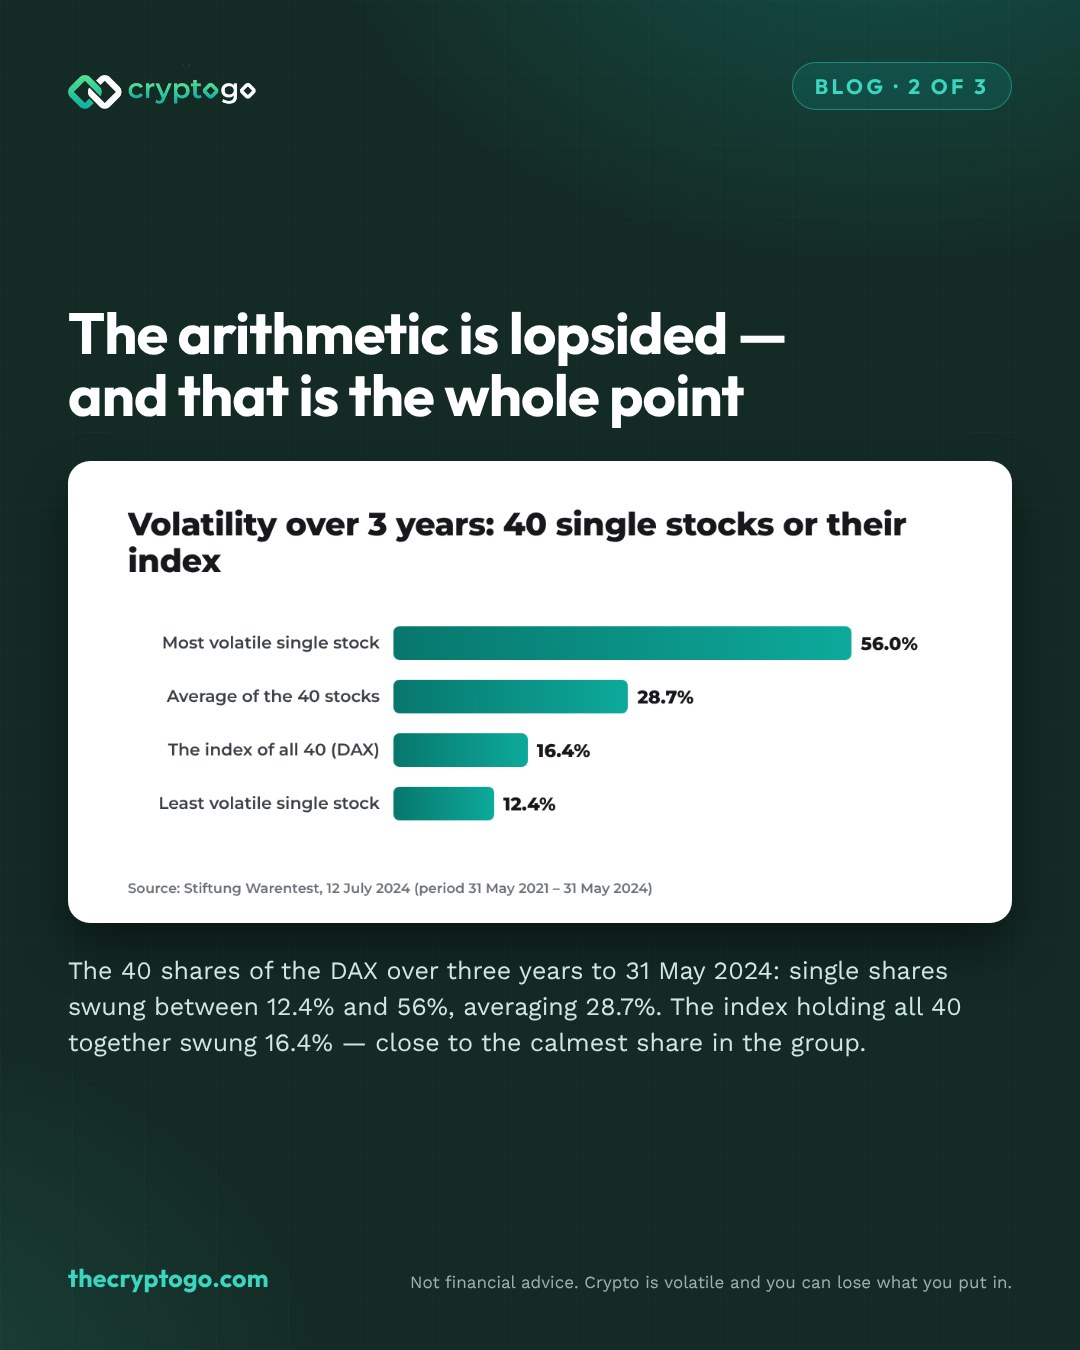 cryptogo
BLOG · 2 OF 3
The arithmetic is lopsided —
and that is the whole point
Volatility over 3 years: 40 single stocks or their
index
Most volatile single stock 56.0%
Average of the 40 stocks 28.7%
The index of all 40 (DAX) 16.4%
Least volatile single stock 12.4%
Source: Stiftung Warentest, 12 July 2024 (period 31 May 2021 – 31 May 2024)
The 40 shares of the DAX over three years to 31 May 2024: single shares
swung between 12.4% and 56%, averaging 28.7%. The index holding all 40
together swung 16.4% — close to the calmest share in the group.
thecryptogo.com
Not financial advice. Crypto is volatile and you can lose what you put in.